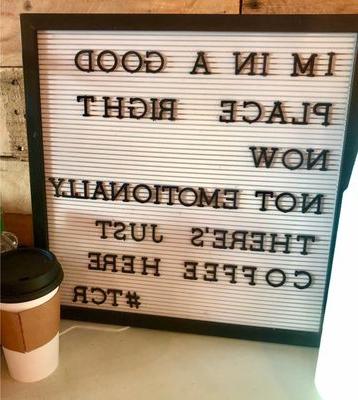 IM IN A GOOD
PLACE RIGHT
NOW
NOT EMOTIONALLY
THERE'S JUST
COFFEE HERE
#TCR